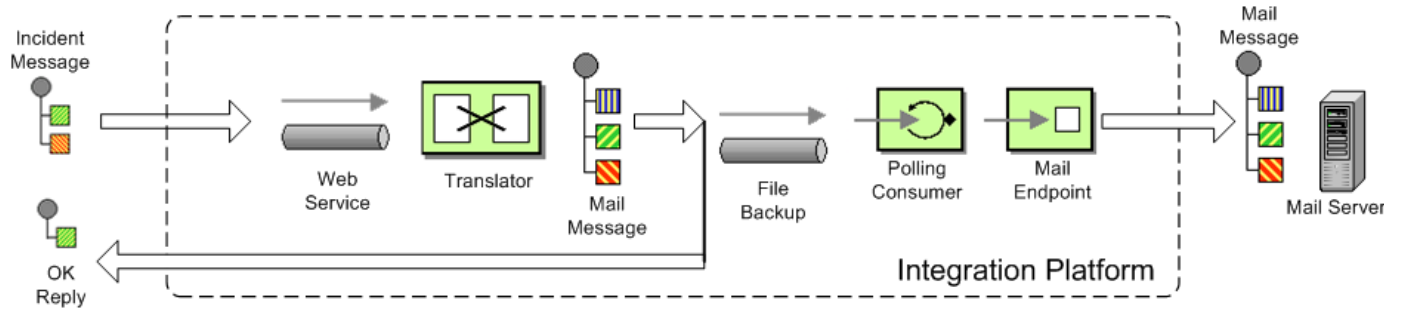 Incident
Message
OK
Reply
Web
Service
Translator
Mail
Message
File
Backup
Polling
Consumer
Mail
Endpoint
Integration Platform
Mail
Message
Mail Server